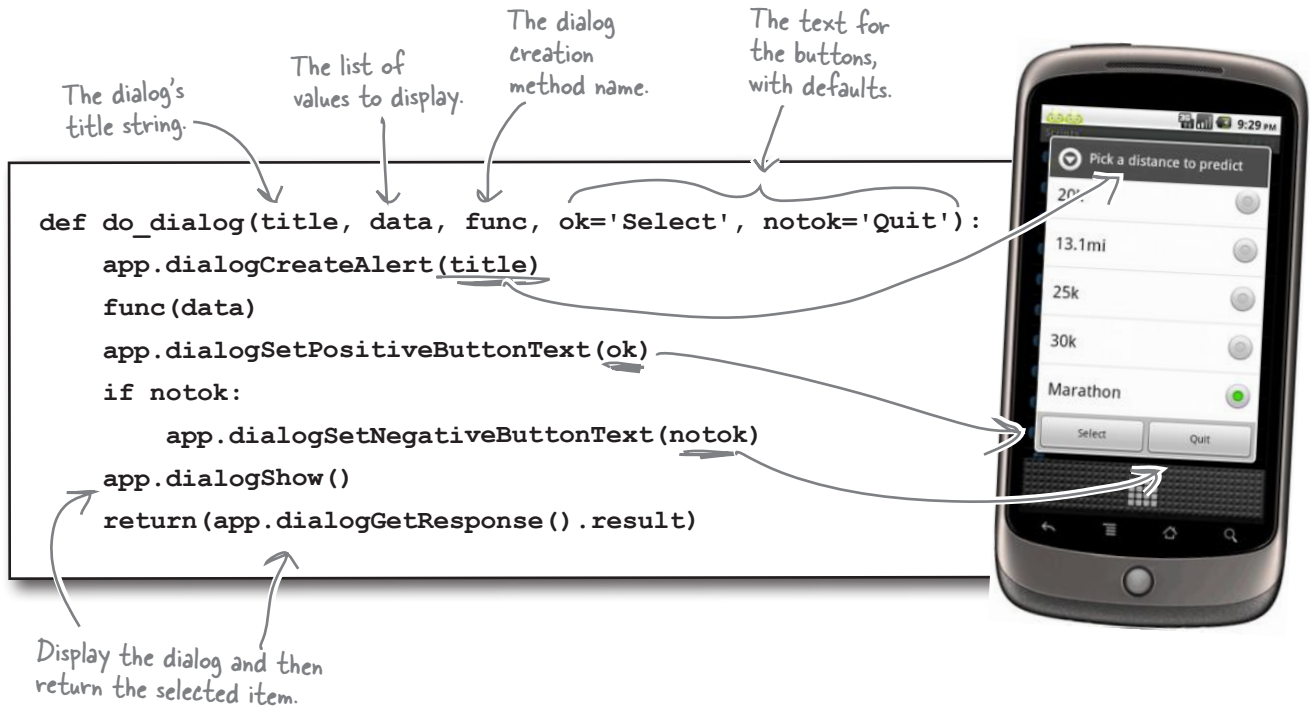 The dialog's
title string.
The list of
values to display.
The dialog
creation
method name.
The text for
the buttons,
with defaults.
def do_dialog(title, data, func, ok='Select', notok='Quit'):
app.dialogCreateAlert(title)
func(data)
app.dialogSetPositiveButtonText(ok)
if notok:
app.dialogSetNegativeButtonText(notok)
app.dialogShow()
return(app.dialogGetResponse().result)
Display the dialog and then
return the selected item.
3G
9:29 PM
Scripts
Pick a distance to predict
13.1mi
25k
30k
Marathon
Select
Quit